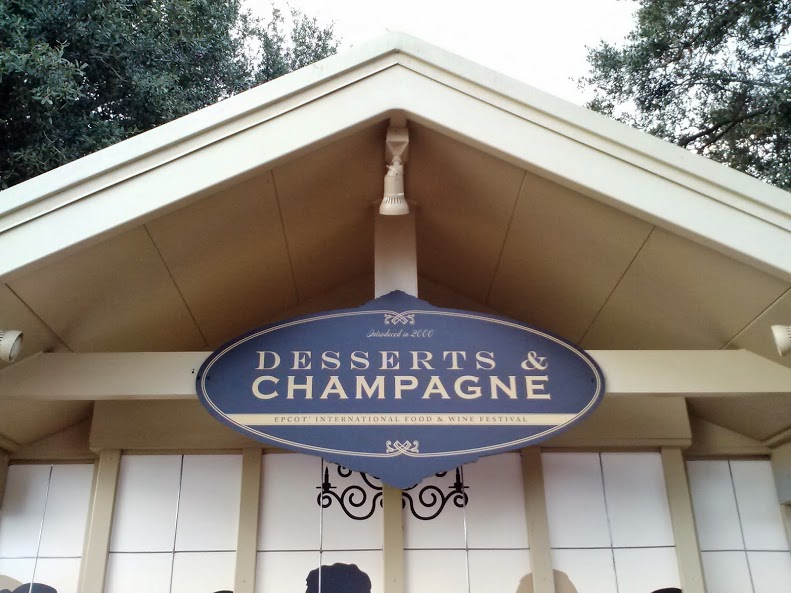 Introduced in 2000
DESSERTS &
CHAMPAGNE
EPCOT® INTERNATIONAL FOOD & WINE FESTIVAL